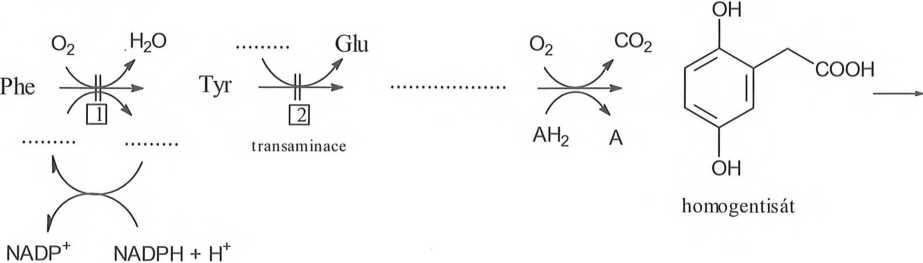 OH
O2 H2O ......... Glu O2 CO2
Phe Tyr .................... COOH
1 2
.......... .......... transaminace AH2 A
OH
homogentisát
NADP+ NADPH + H+